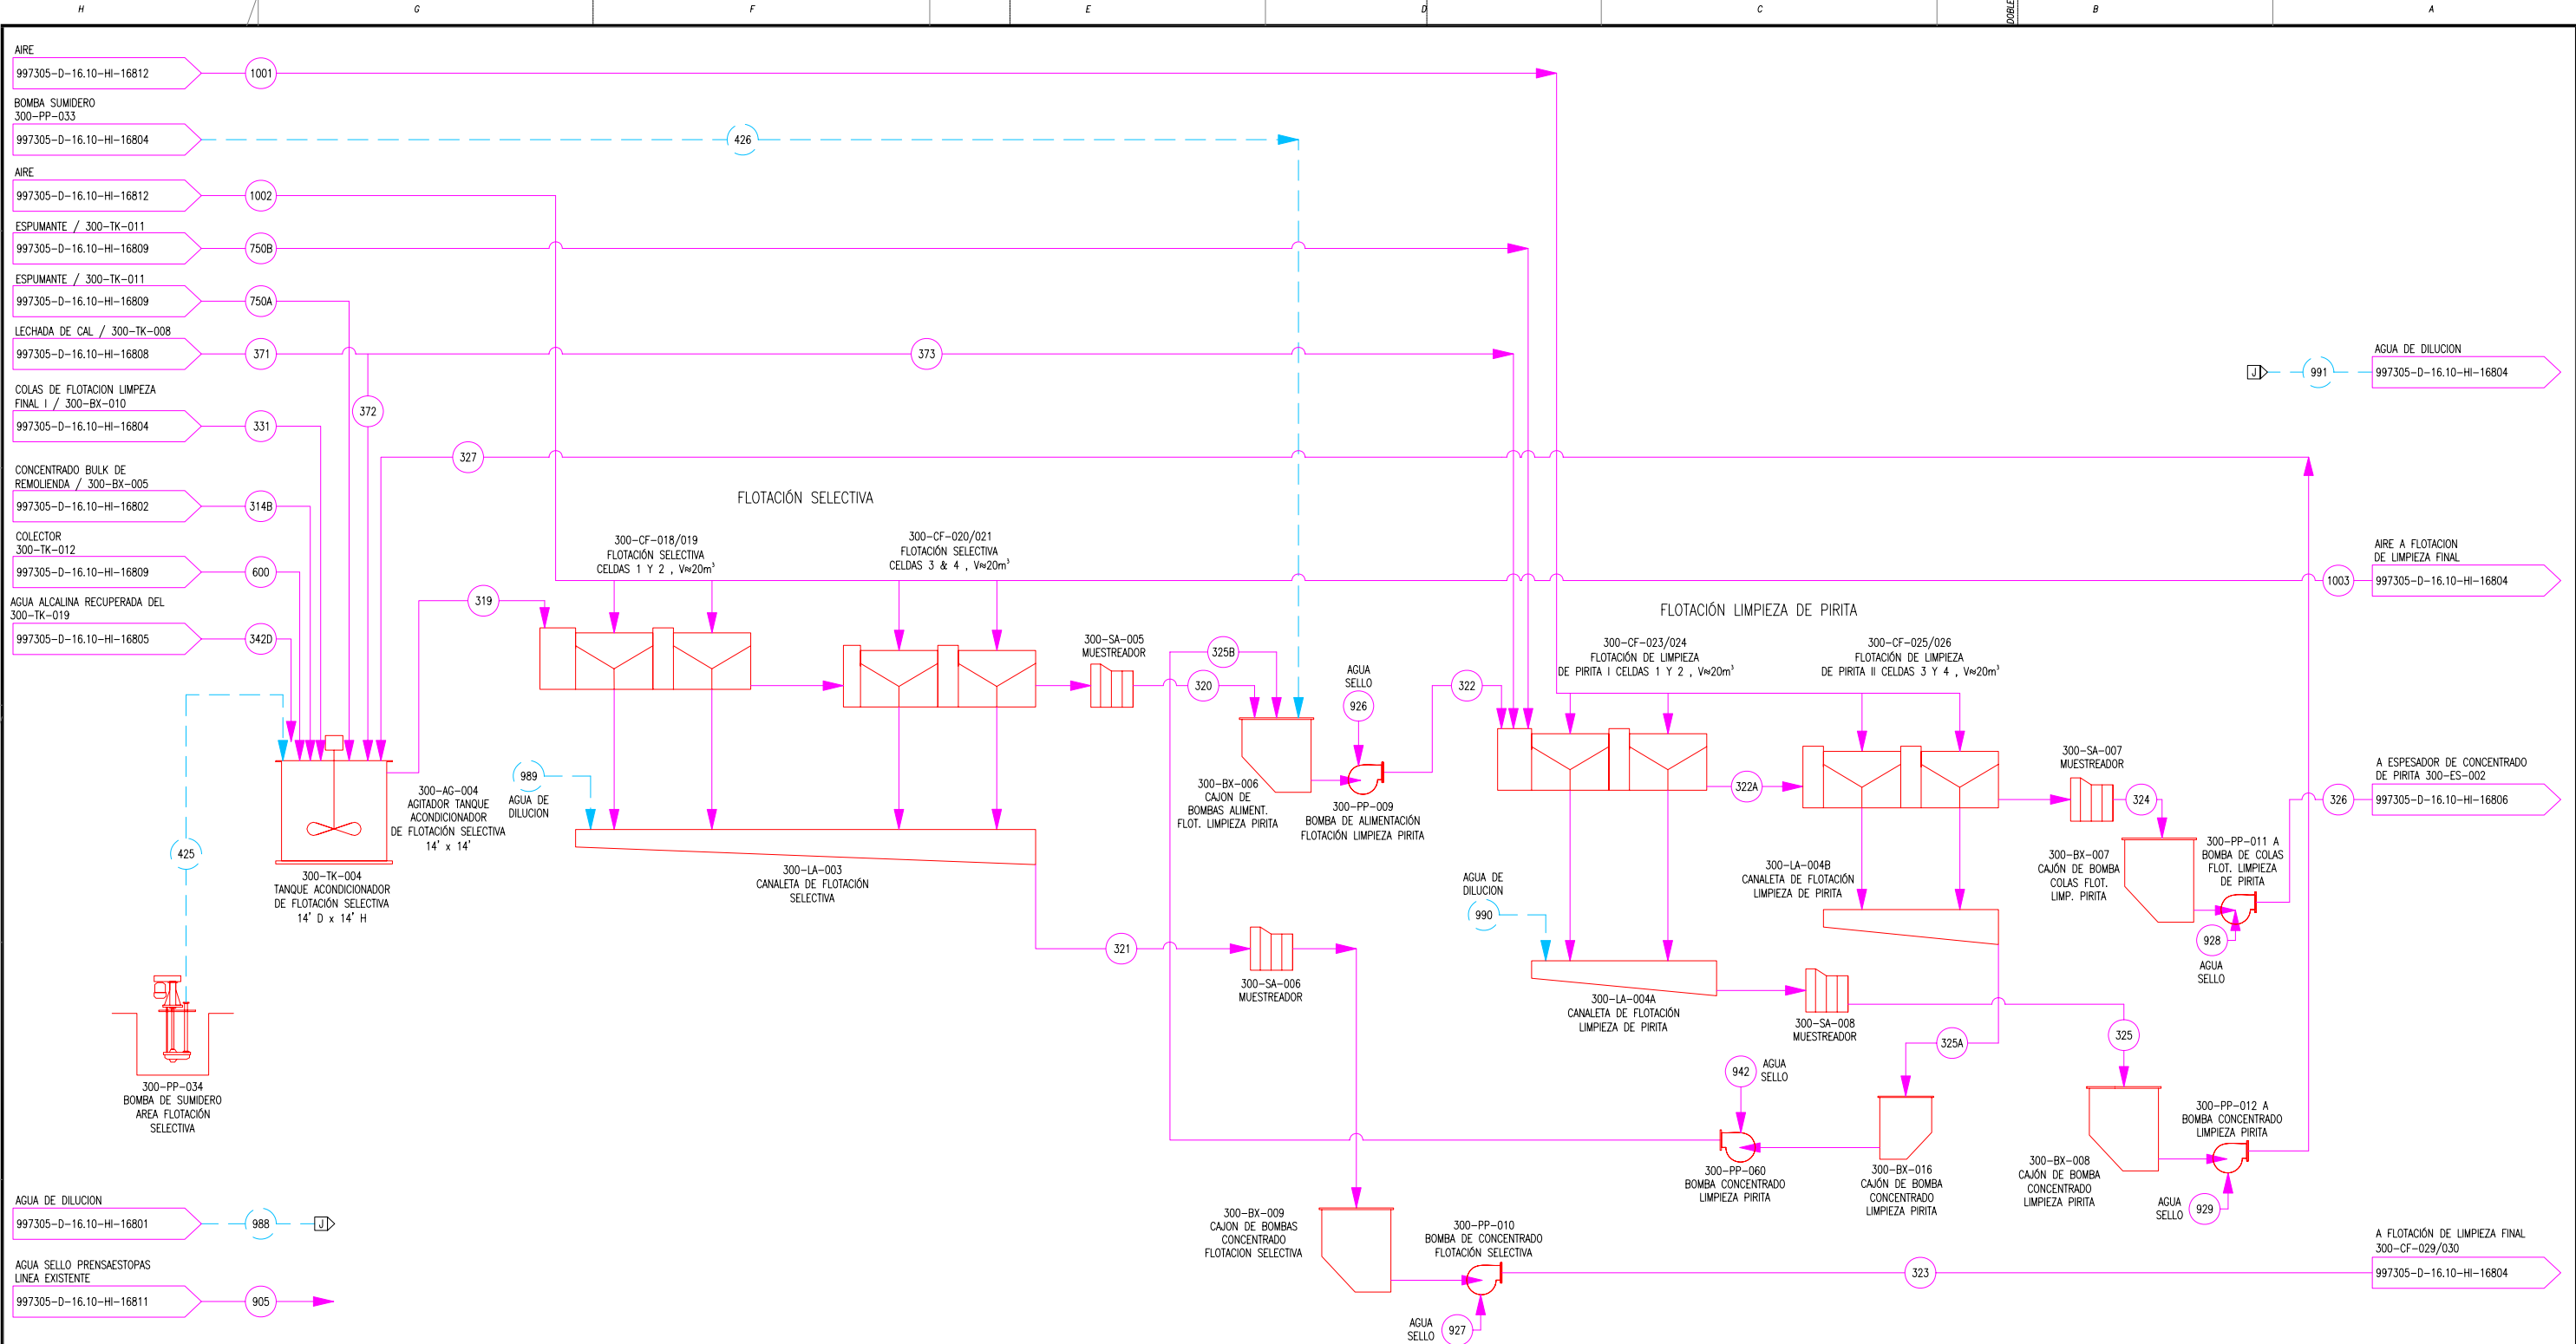 H
G
F
E
D
C
DOBLE
B
A
AIRE
997305-D-16.10-HI-16812
1001
BOMBA SUMIDERO
300-PP-033
997305-D-16.10-HI-16804
426
AIRE
997305-D-16.10-HI-16812
1002
ESPUMANTE / 300-TK-011
997305-D-16.10-HI-16809
750B
ESPUMANTE / 300-TK-011
997305-D-16.10-HI-16809
750A
LECHADA DE CAL / 300-TK-008
997305-D-16.10-HI-16808
371
373
372
COLAS DE FLOTACION LIMPEZA
FINAL I / 300-BX-010
997305-D-16.10-HI-16804
331
327
CONCENTRADO BULK DE
REMOLIENDA / 300-BX-005
997305-D-16.10-HI-16802
314B
COLECTOR
300-TK-012
997305-D-16.10-HI-16809
600
AGUA ALCALINA RECUPERADA DEL
300-TK-019
997305-D-16.10-HI-16805
342D
AGUA DE DILUCION
J
991
997305-D-16.10-HI-16804
AIRE A FLOTACION
DE LIMPIEZA FINAL
1003
997305-D-16.10-HI-16804
FLOTACIÓN SELECTIVA
300-CF-018/019
FLOTACIÓN SELECTIVA
CELDAS 1 Y 2 , V≈20m³
300-CF-020/021
FLOTACIÓN SELECTIVA
CELDAS 3 & 4 , V≈20m³
319
300-SA-005
MUESTREADOR
325B
320
AGUA
SELLO
926
322
FLOTACIÓN LIMPIEZA DE PIRITA
300-CF-023/024
FLOTACIÓN DE LIMPIEZA
DE PIRITA I CELDAS 1 Y 2 , V≈20m³
300-CF-025/026
FLOTACIÓN DE LIMPIEZA
DE PIRITA II CELDAS 3 Y 4 , V≈20m³
322A
300-SA-007
MUESTREADOR
324
A ESPESADOR DE CONCENTRADO
DE PIRITA 300-ES-002
326
997305-D-16.10-HI-16806
425
300-AG-004
AGITADOR TANQUE
ACONDICIONADOR
DE FLOTACIÓN SELECTIVA
14' x 14'
989
AGUA DE
DILUCION
300-TK-004
TANQUE ACONDICIONADOR
DE FLOTACIÓN SELECTIVA
14' D x 14' H
300-LA-003
CANALETA DE FLOTACIÓN
SELECTIVA
300-BX-006
CAJON DE
BOMBAS ALIMENT.
FLOT. LIMPIEZA PIRITA
300-PP-009
BOMBA DE ALIMENTACIÓN
FLOTACIÓN LIMPIEZA PIRITA
AGUA DE
DILUCION
990
300-LA-004B
CANALETA DE FLOTACIÓN
LIMPIEZA DE PIRITA
300-BX-007
CAJÓN DE BOMBA
COLAS FLOT.
LIMP. PIRITA
300-PP-011 A
BOMBA DE COLAS
FLOT. LIMPIEZA
DE PIRITA
928
AGUA
SELLO
321
300-SA-006
MUESTREADOR
300-LA-004A
CANALETA DE FLOTACIÓN
LIMPIEZA DE PIRITA
300-SA-008
MUESTREADOR
325A
325
942
AGUA
SELLO
300-PP-034
BOMBA DE SUMIDERO
AREA FLOTACIÓN
SELECTIVA
300-PP-060
BOMBA CONCENTRADO
LIMPIEZA PIRITA
300-BX-016
CAJÓN DE BOMBA
CONCENTRADO
LIMPIEZA PIRITA
300-BX-008
CAJÓN DE BOMBA
CONCENTRADO
LIMPIEZA PIRITA
300-PP-012 A
BOMBA CONCENTRADO
LIMPIEZA PIRITA
AGUA
SELLO
929
AGUA DE DILUCION
997305-D-16.10-HI-16801
988
J
AGUA SELLO PRENSAESTOPAS
LINEA EXISTENTE
997305-D-16.10-HI-16811
905
300-BX-009
CAJON DE BOMBAS
CONCENTRADO
FLOTACION SELECTIVA
300-PP-010
BOMBA DE CONCENTRADO
FLOTACIÓN SELECTIVA
AGUA
SELLO
927
323
A FLOTACIÓN DE LIMPIEZA FINAL
300-CF-029/030
997305-D-16.10-HI-16804